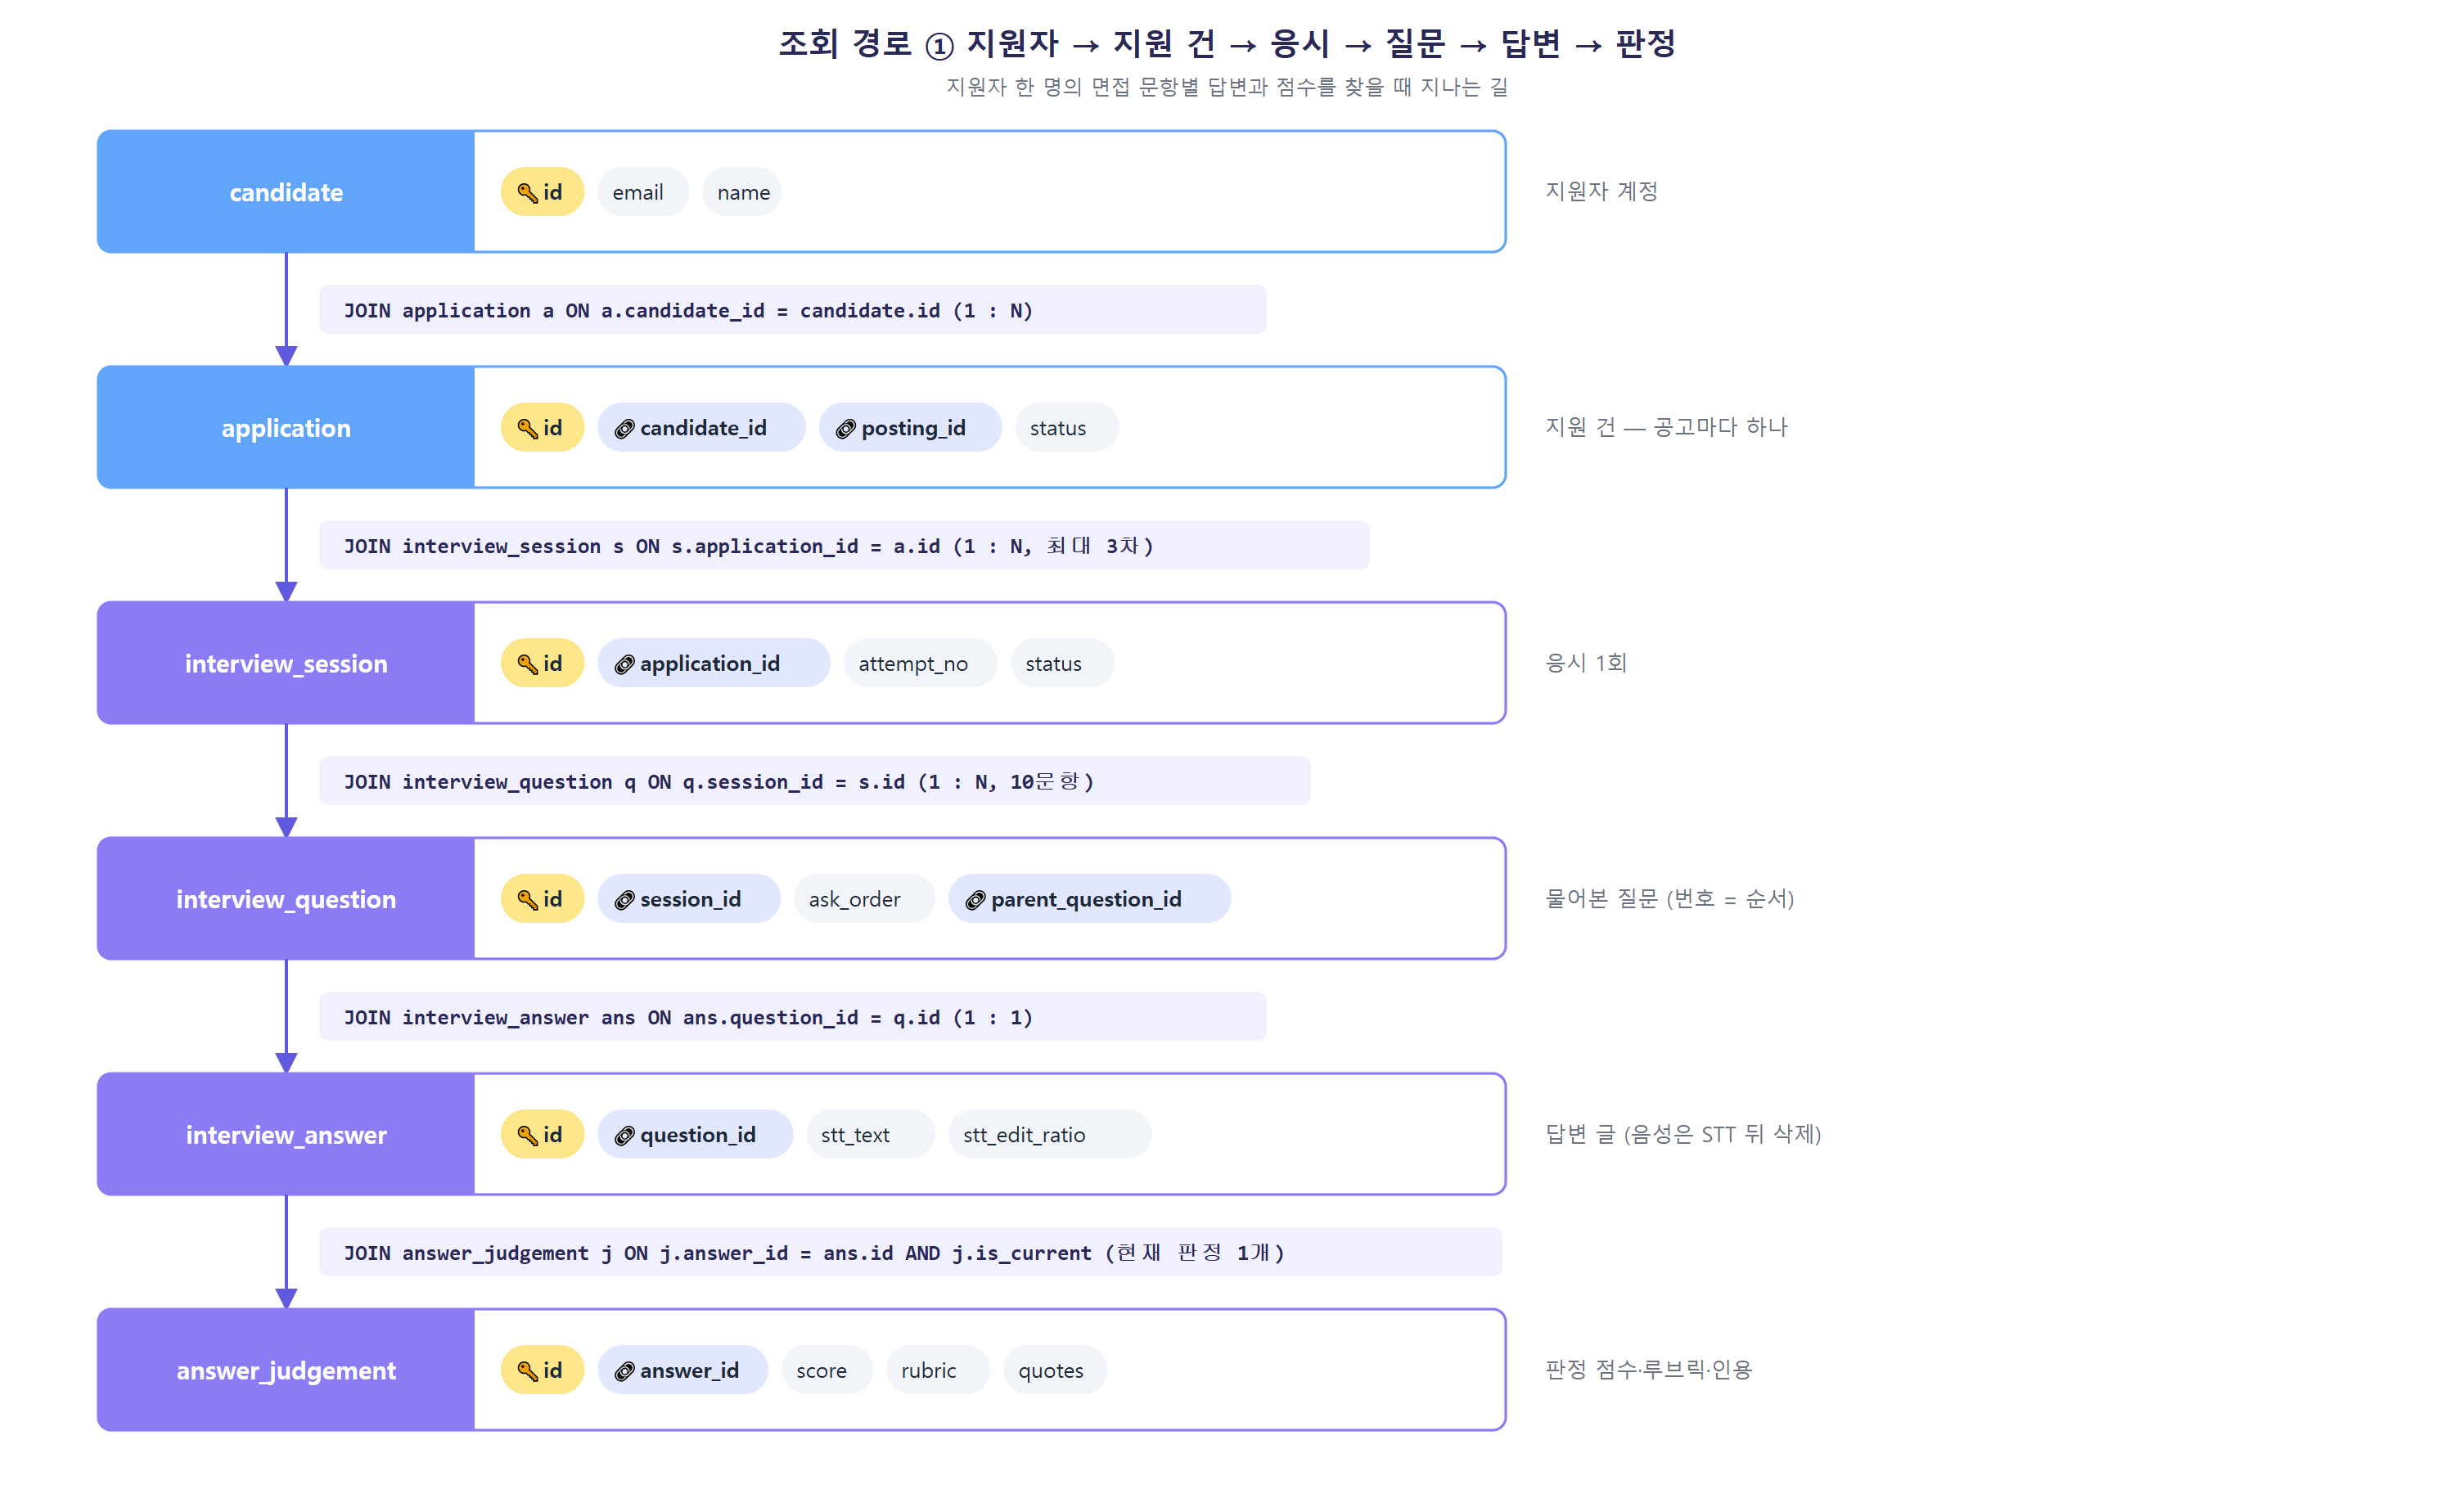 조회 경로 ① 지원자 → 지원 건 → 응시 → 질문 → 답변 → 판정
지원자 한 명의 면접 문항별 답변과 점수를 찾을 때 지나는 길
candidate
id
email
name
지원자 계정
JOIN application a ON a.candidate_id = candidate.id (1 : N)
application
id
candidate_id
posting_id
status
지원 건 — 공고마다 하나
JOIN interview_session s ON s.application_id = a.id (1 : N, 최대 3차)
interview_session
id
application_id
attempt_no
status
응시 1회
JOIN interview_question q ON q.session_id = s.id (1 : N, 10문항)
interview_question
id
session_id
ask_order
parent_question_id
물어본 질문 (번호 = 순서)
JOIN interview_answer ans ON ans.question_id = q.id (1 : 1)
interview_answer
id
question_id
stt_text
stt_edit_ratio
답변 글 (음성은 STT 뒤 삭제)
JOIN answer_judgement j ON j.answer_id = ans.id AND j.is_current (현재 판정 1개)
answer_judgement
id
answer_id
score
rubric
quotes
판정 점수·루브릭·인용